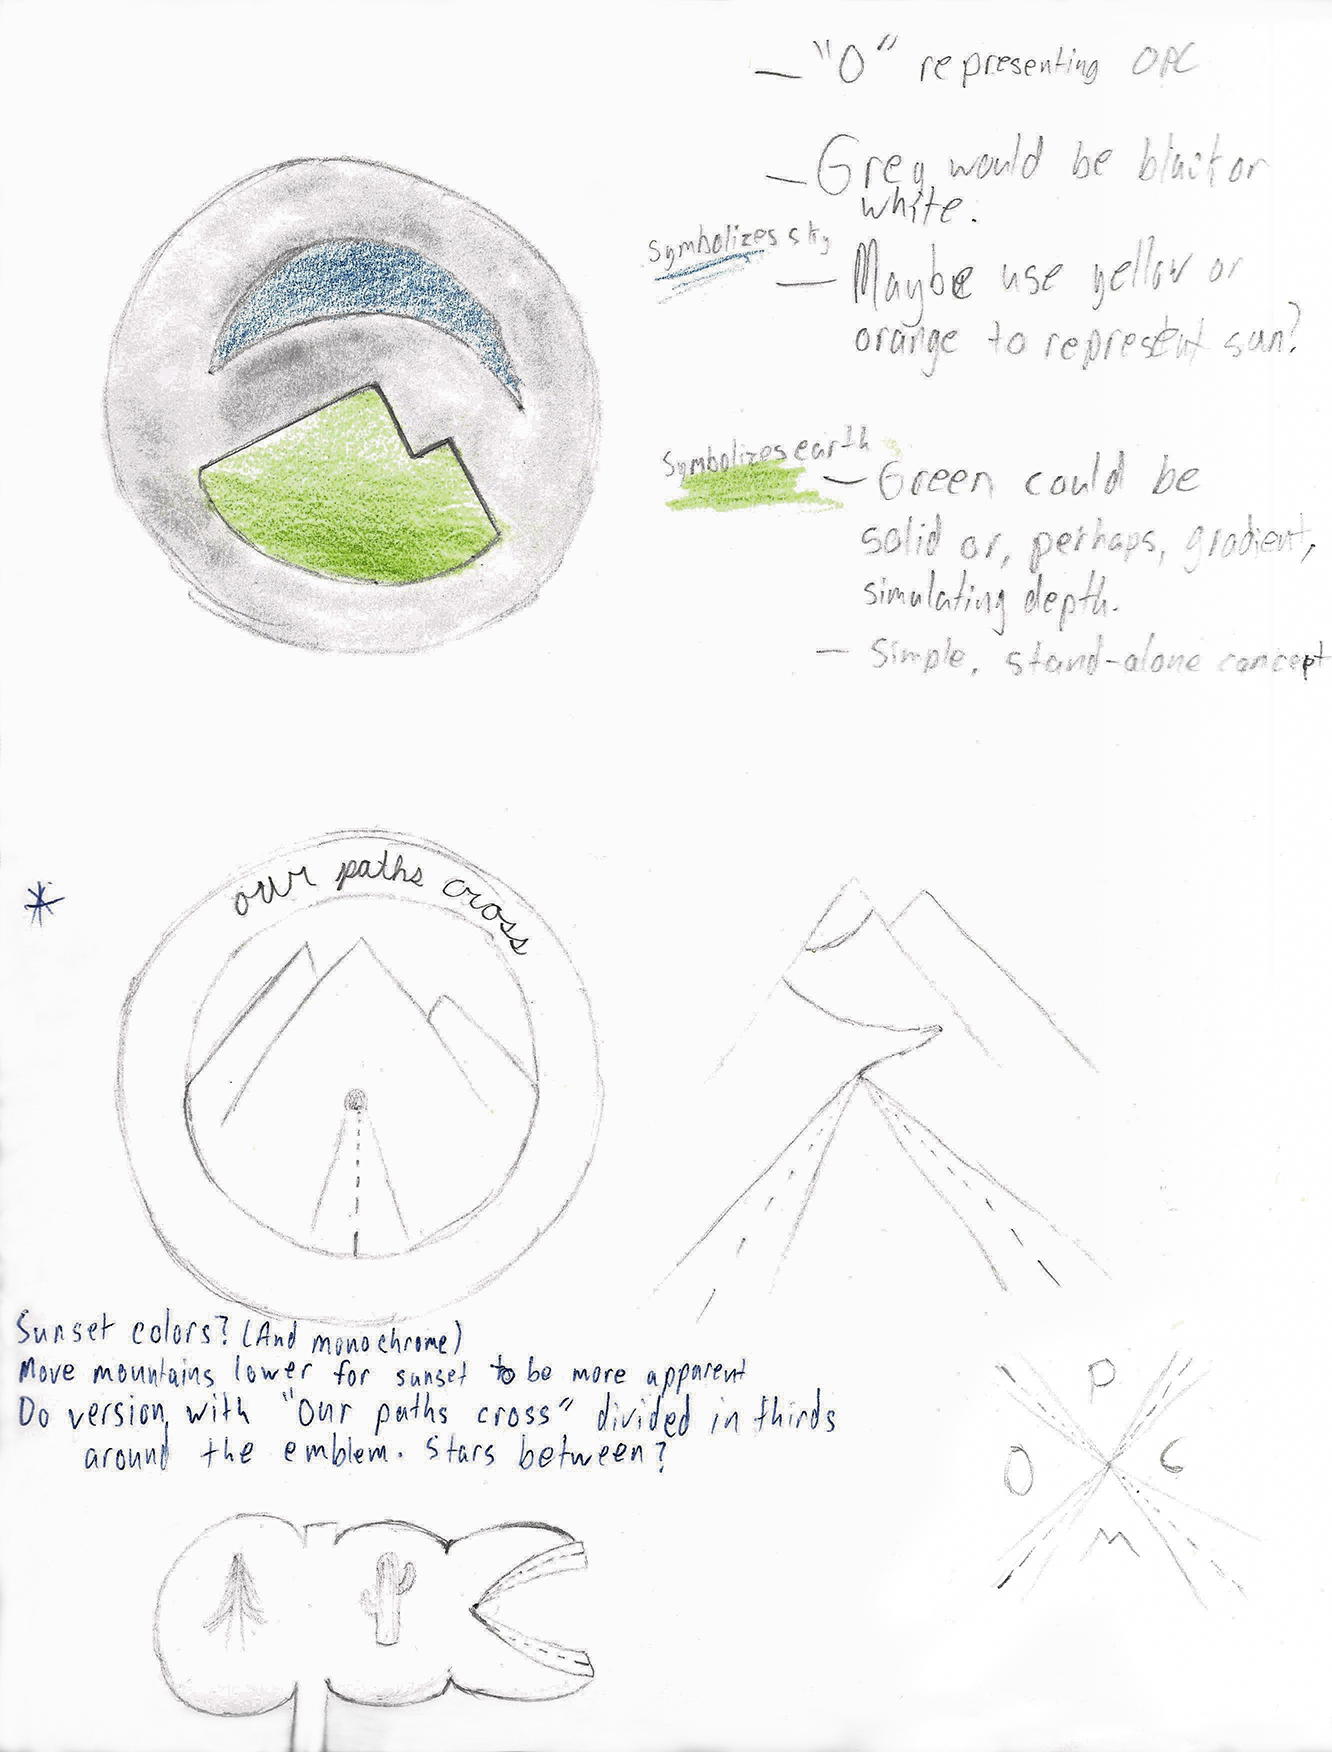 — "O" representing OPC
— Grey would be black or
white.
Symbolizes sky
— Maybe use yellow or
orange to represent sun?
Symbolizes earth
— Green could be
solid or, perhaps, gradient,
simulating depth.
— Simple, stand-alone concept
our paths cross
*
Sunset colors? (And monochrome)
Move mountains lower for sunset to be more apparent
Do version with "Our paths cross" divided in thirds
around the emblem. Stars between?
P
O C
M
OPC